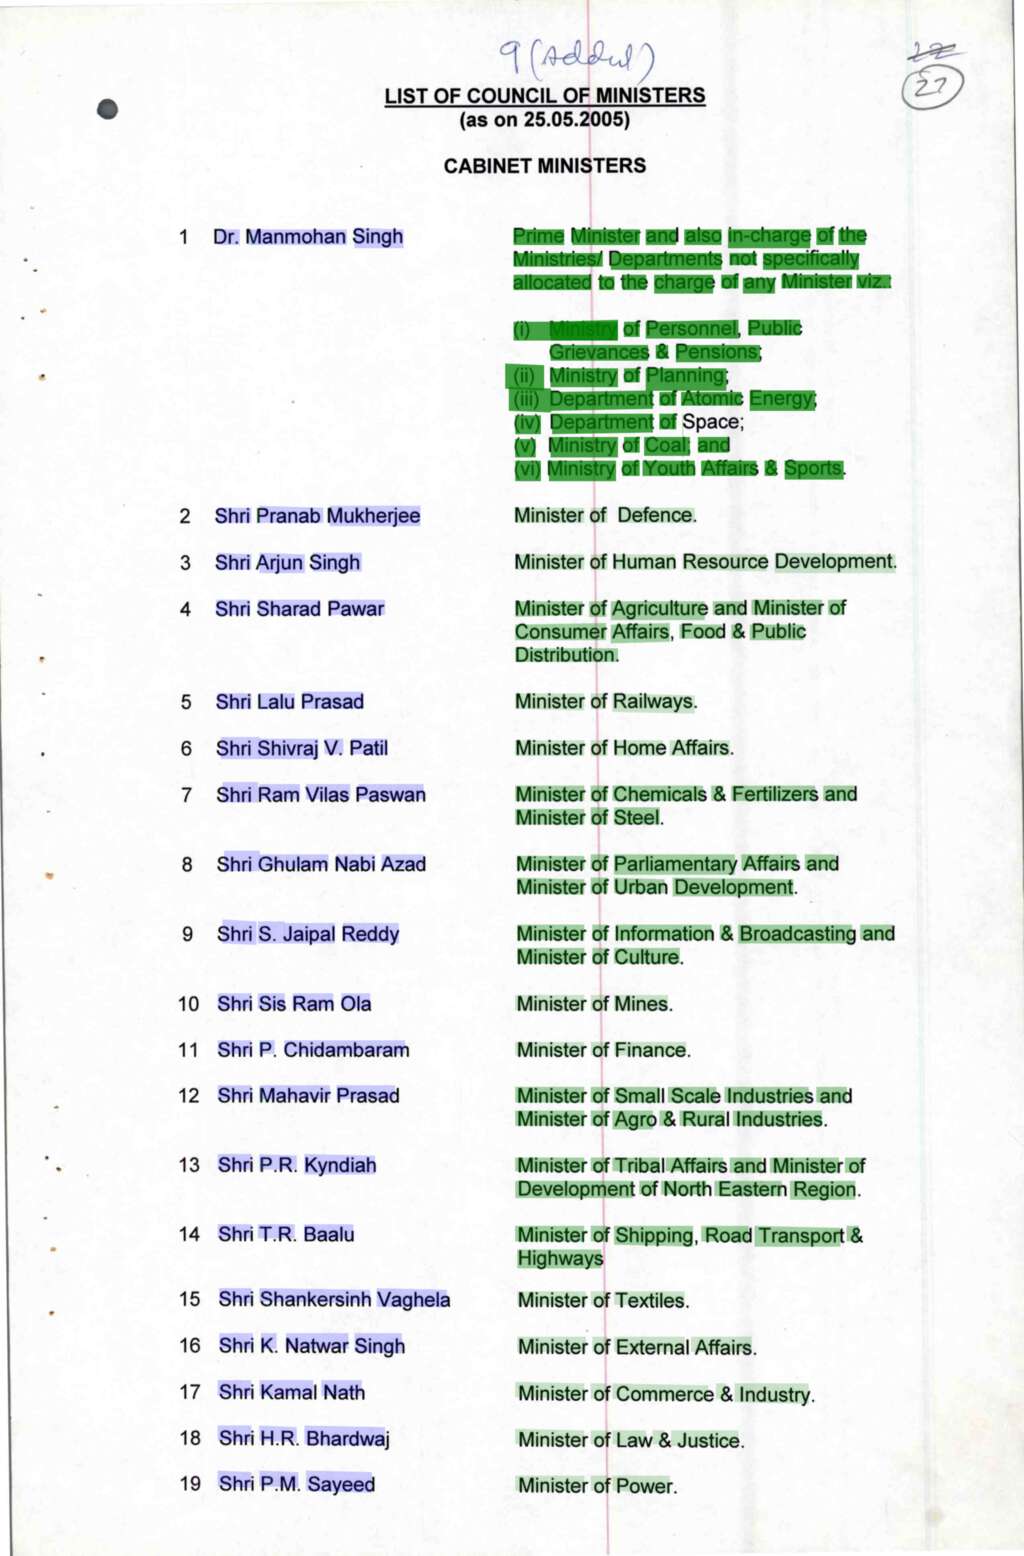 9 (Addul)
22
27
LIST OF COUNCIL OF MINISTERS
(as on 25.05.2005)
CABINET MINISTERS
1 Dr. Manmohan Singh Prime Minister and also in-charge of the
Ministries/ Departments not specifically
allocated to the charge of any Minister viz.:
(i) Ministry of Personnel, Public
Grievances & Pensions;
(ii) Ministry of Planning;
(iii) Department of Atomic Energy;
(iv) Department of Space;
(v) Ministry of Coal; and
(vi) Ministry of Youth Affairs & Sports.
2 Shri Pranab Mukherjee Minister of Defence.
3 Shri Arjun Singh Minister of Human Resource Development.
4 Shri Sharad Pawar Minister of Agriculture and Minister of
Consumer Affairs, Food & Public
Distribution.
5 Shri Lalu Prasad Minister of Railways.
6 Shri Shivraj V. Patil Minister of Home Affairs.
7 Shri Ram Vilas Paswan Minister of Chemicals & Fertilizers and
Minister of Steel.
8 Shri Ghulam Nabi Azad Minister of Parliamentary Affairs and
Minister of Urban Development.
9 Shri S. Jaipal Reddy Minister of Information & Broadcasting and
Minister of Culture.
10 Shri Sis Ram Ola Minister of Mines.
11 Shri P. Chidambaram Minister of Finance.
12 Shri Mahavir Prasad Minister of Small Scale Industries and
Minister of Agro & Rural Industries.
13 Shri P.R. Kyndiah Minister of Tribal Affairs and Minister of
Development of North Eastern Region.
14 Shri T.R. Baalu Minister of Shipping, Road Transport &
Highways
15 Shri Shankersinh Vaghela Minister of Textiles.
16 Shri K. Natwar Singh Minister of External Affairs.
17 Shri Kamal Nath Minister of Commerce & Industry.
18 Shri H.R. Bhardwaj Minister of Law & Justice.
19 Shri P.M. Sayeed Minister of Power.